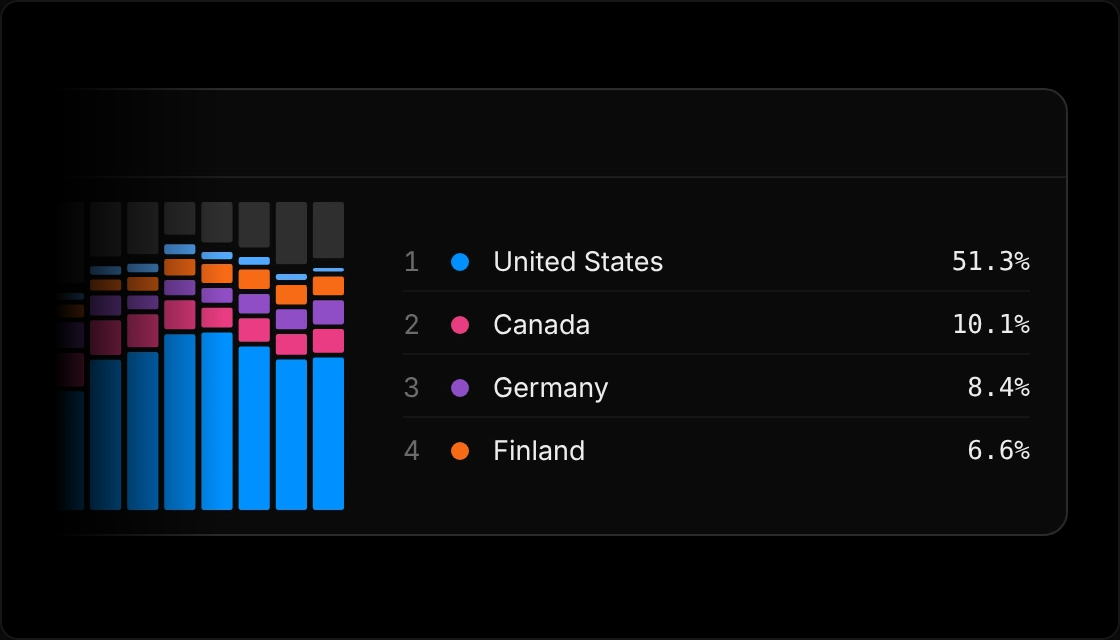 1 United States 51.3%
2 Canada 10.1%
3 Germany 8.4%
4 Finland 6.6%